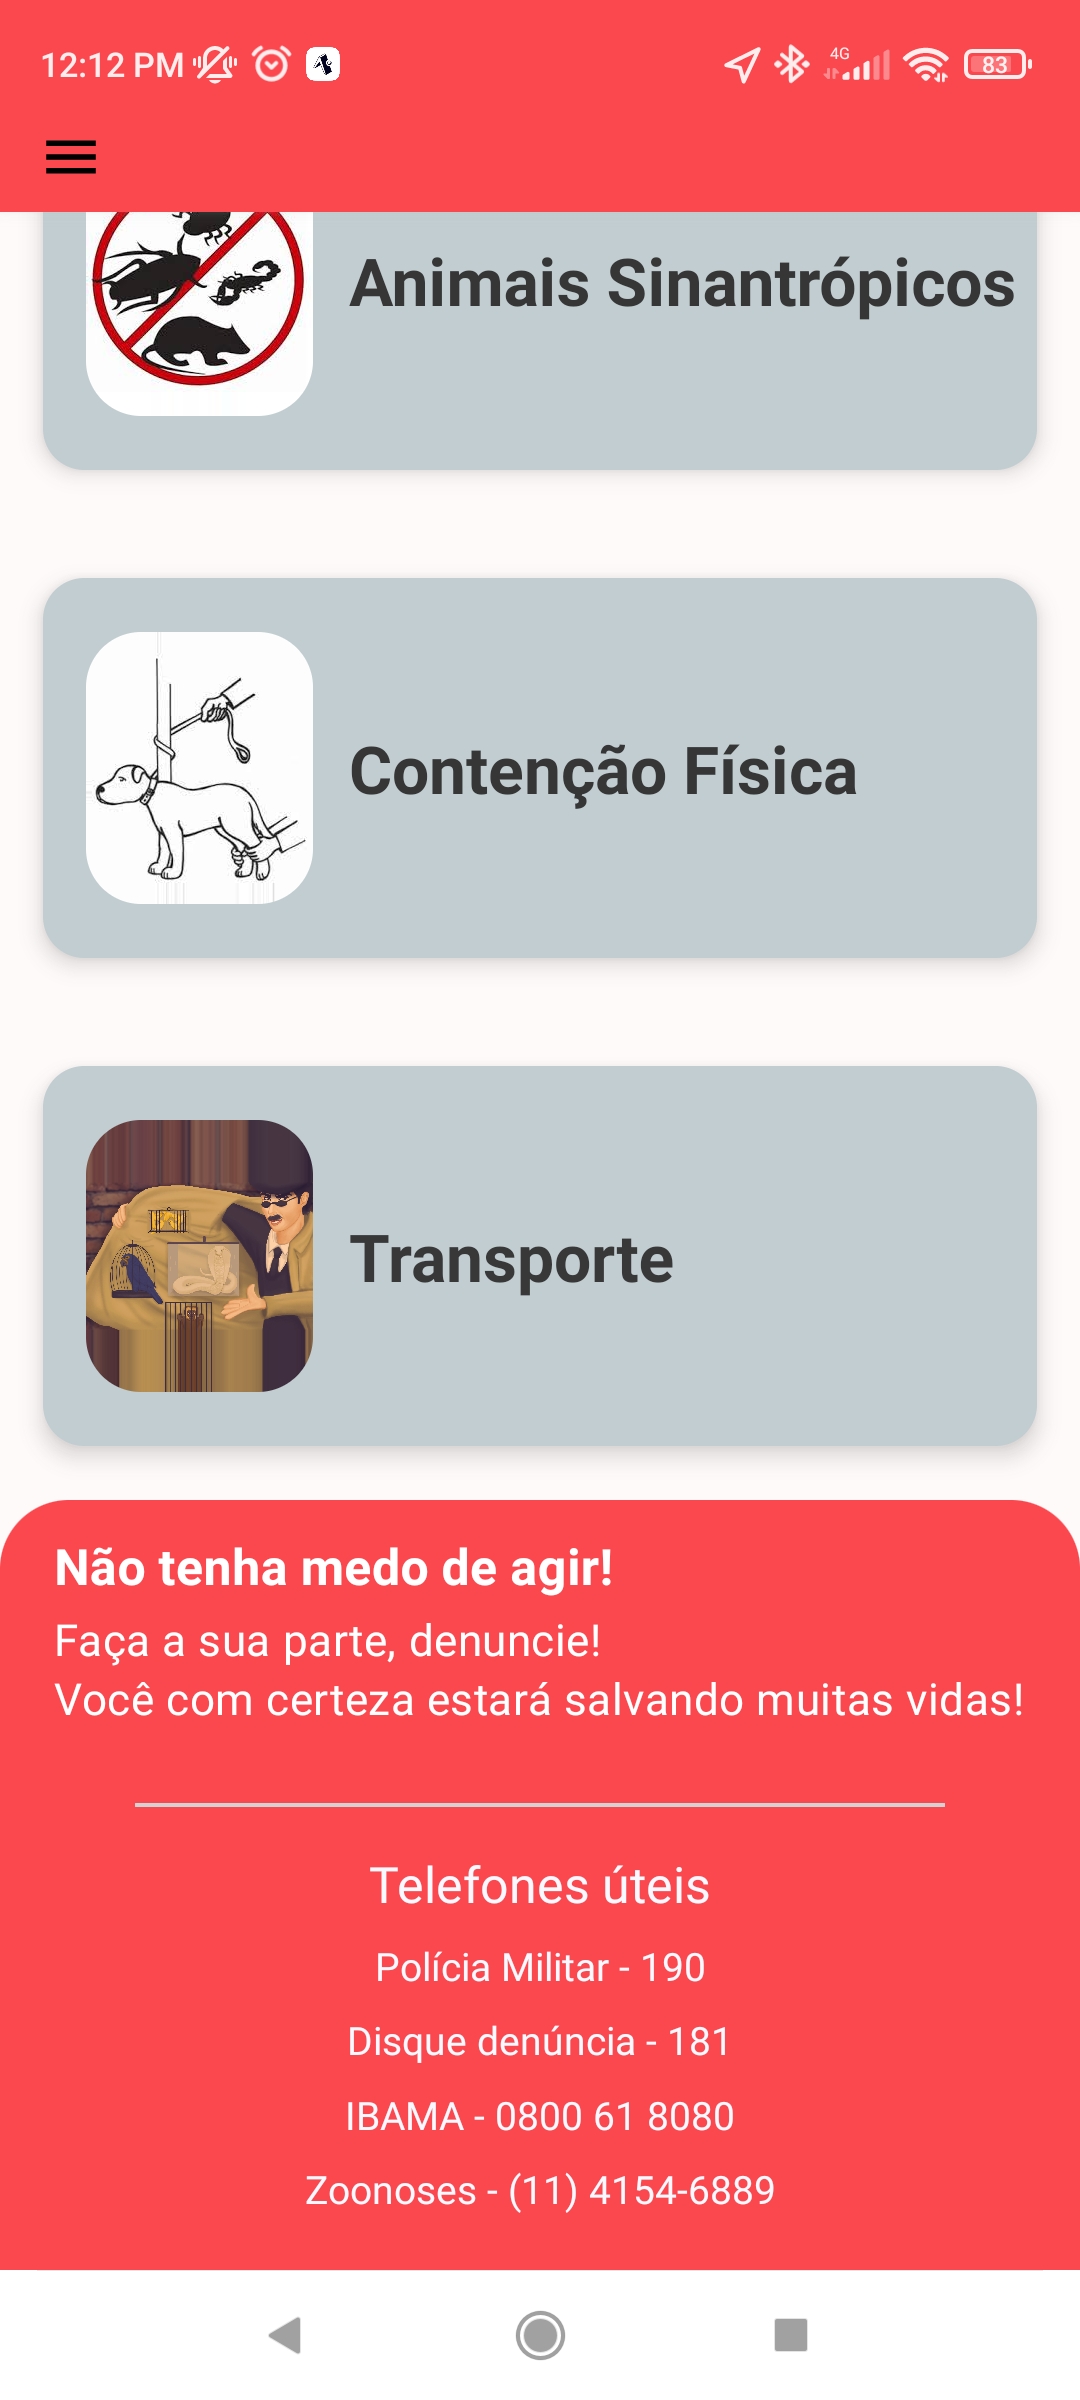 12:12 PM
4G
83
Animais Sinantrópicos
Contenção Física
Transporte
Não tenha medo de agir!
Faça a sua parte, denuncie!
Você com certeza estará salvando muitas vidas!
Telefones úteis
Polícia Militar - 190
Disque denúncia - 181
IBAMA - 0800 61 8080
Zoonoses - (11) 4154-6889